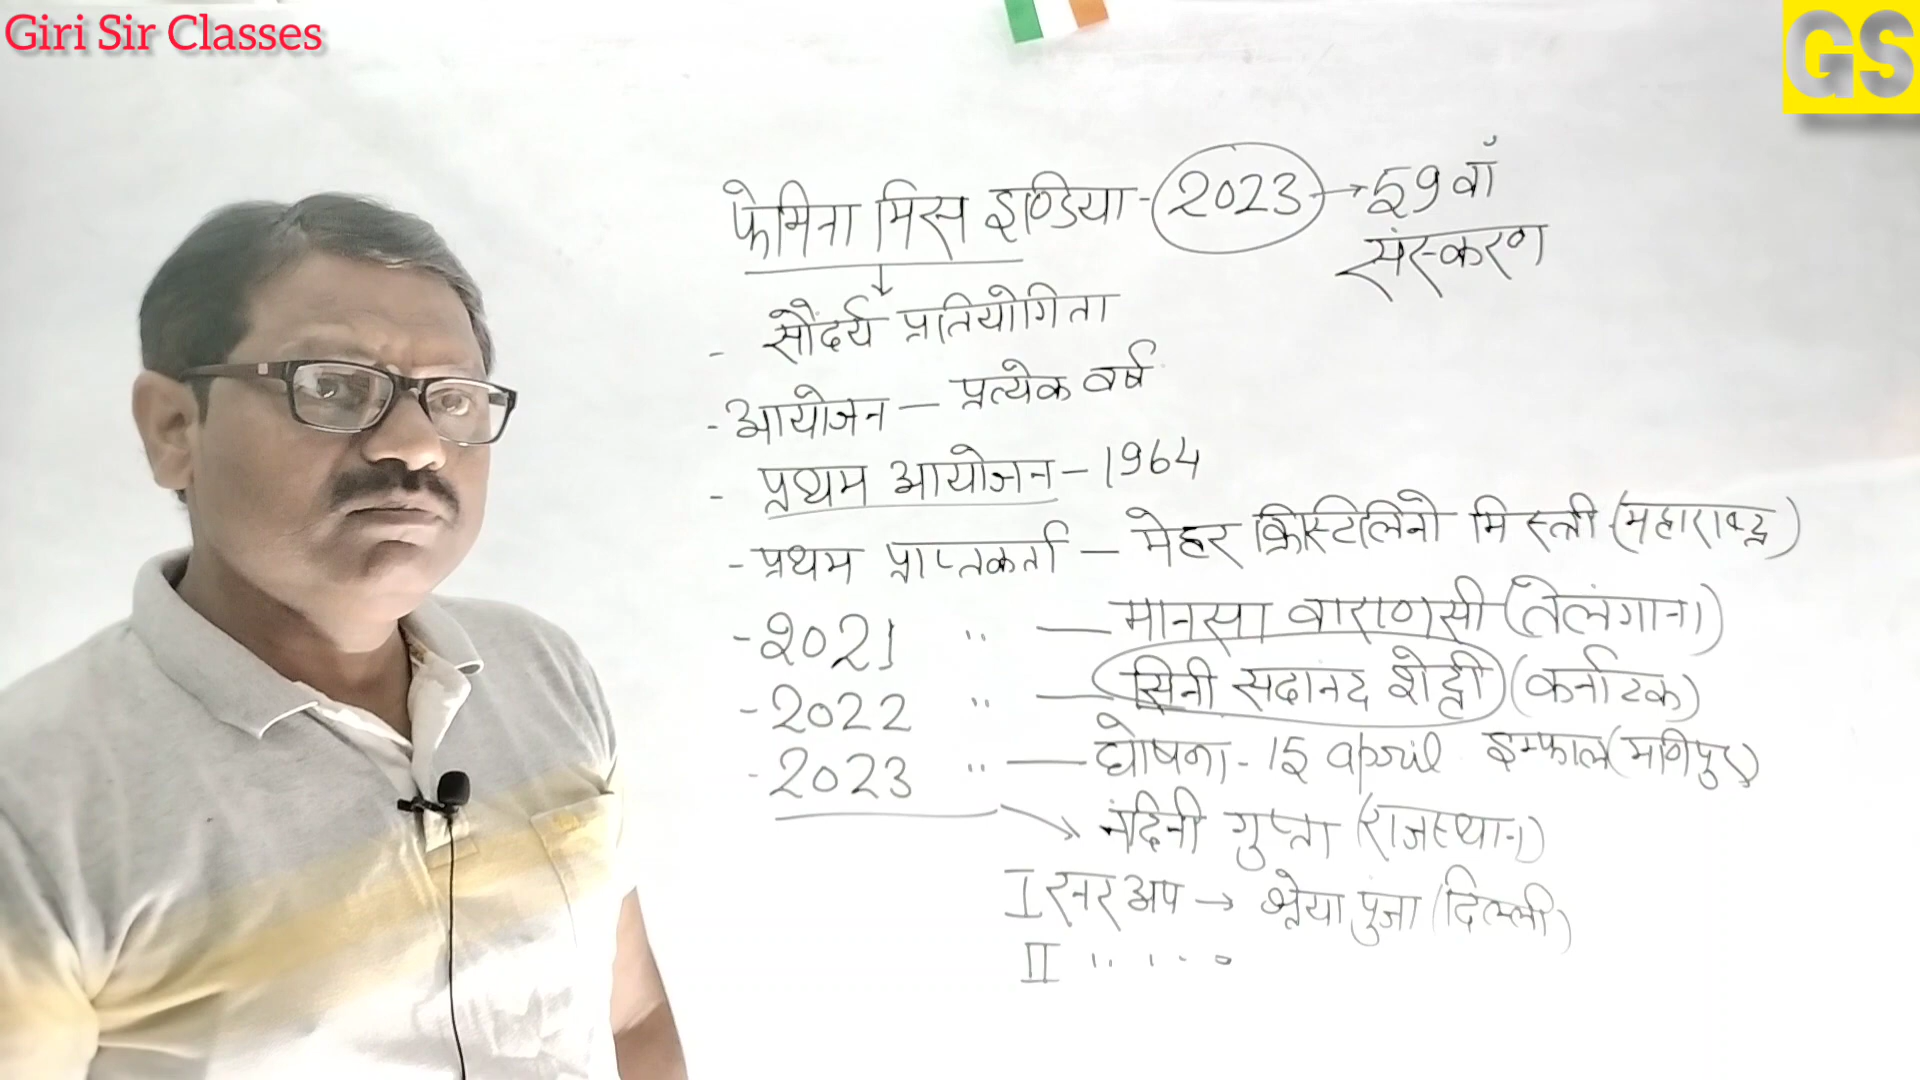 Giri Sir Classes
GS
फेमिना मिस इण्डिया - 2023 → 59 वाँ
संस्करण
- सौंदर्य प्रतियोगिता
- आयोजन — प्रत्येक वर्ष
- प्रथम आयोजन - 1964
- प्रथम प्राप्तकर्ता — मेहर क्रिस्टिलिनो मिस्त्री (महाराष्ट्र)
- 2021 " — मानसा वाराणसी (तेलंगाना)
- 2022 " — सिनी सदानद शेट्टी (कर्नाटक)
- 2023 " — घोषना - 15 april इम्फाल (मणिपुर)
नंदिनी गुप्ता (राजस्थान)
I रनर अप → श्रेया पुंजा (दिल्ली)
II " "